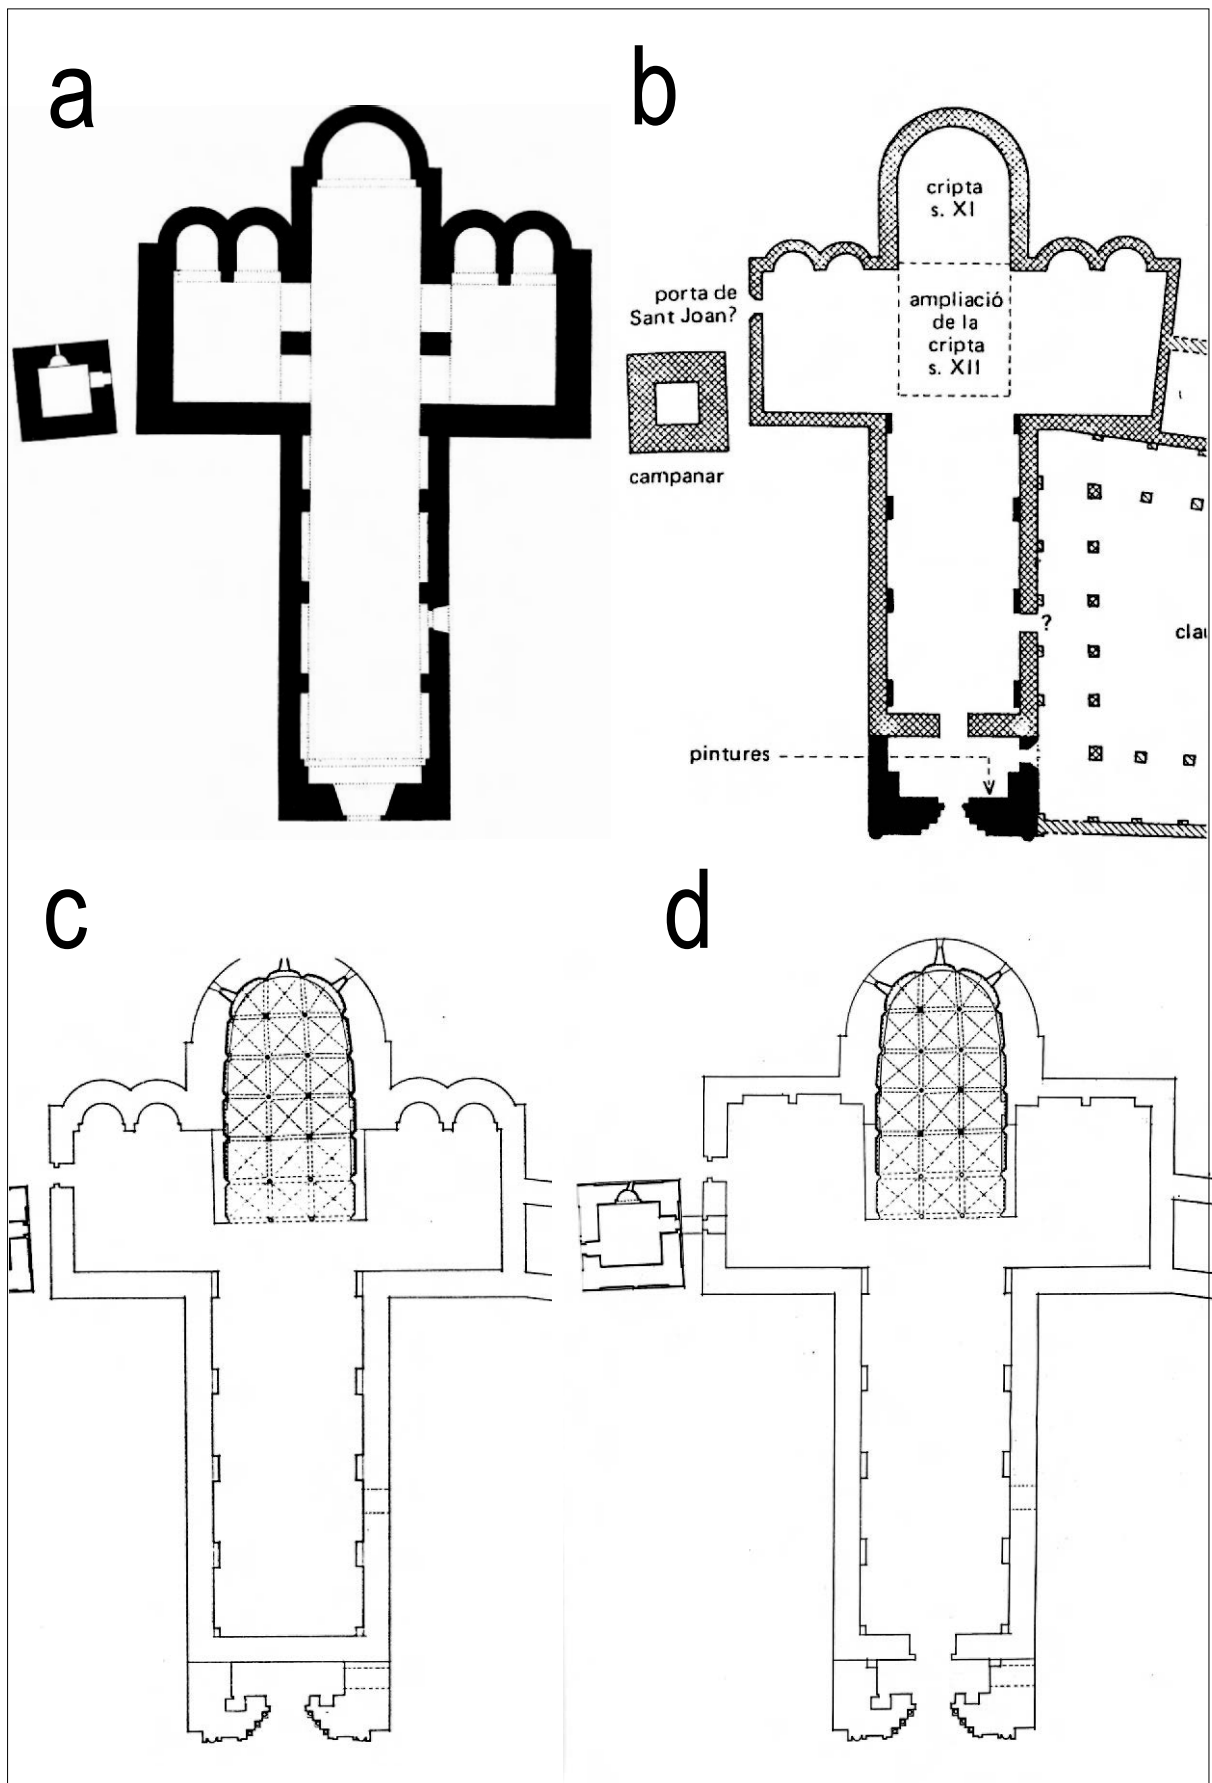 a
b
cripta
s. XI
porta de
Sant Joan?
ampliació
de la
cripta
s. XII
campanar
?
clau
pintures
c
d